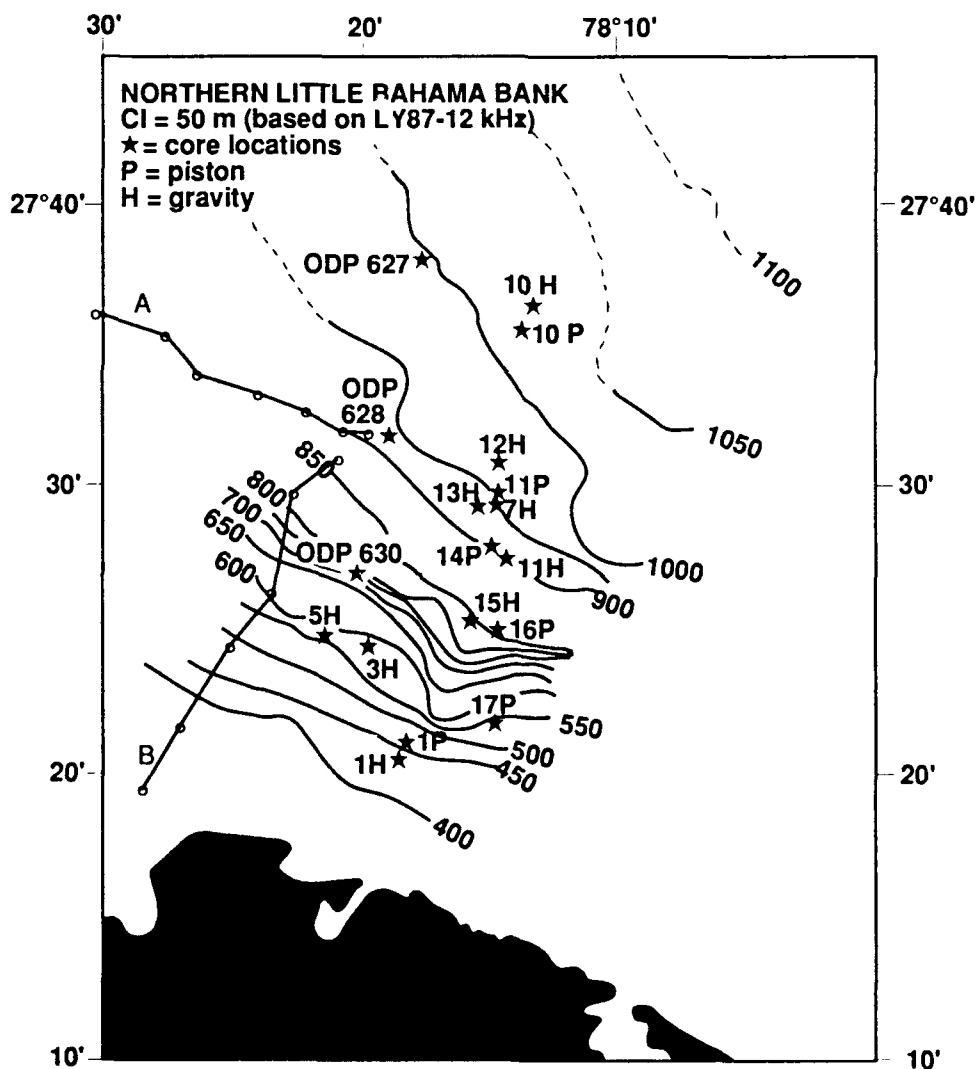 30' 20' 78°10'
NORTHERN LITTLE BAHAMA BANK
CI = 50 m (based on LY87-12 kHz)
★ = core locations
P = piston
H = gravity
27°40' 27°40'
ODP 627
1100
10 H
10 P
A
ODP
628
1050
12H
850
30' 30'
11P
13H
7H
800
700
650
ODP 630
14P
11H
1000
600
900
15H
5H
16P
3H
17P
550
1P
500
B
1H
450
20' 20'
400
10' 10'